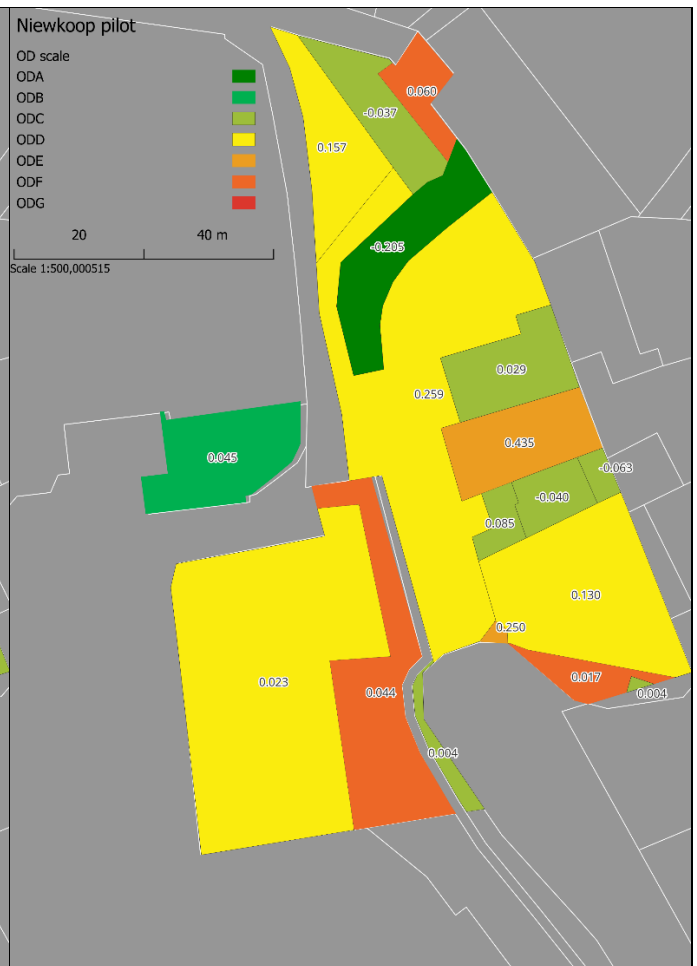 Niewkoop pilot
OD scale
ODA
ODB
ODC
ODD
ODE
ODF
ODG
20 40 m
Scale 1:500,000515
0.060
-0.037
0.157
-0.205
0.029
0.259
0.435
0.045
-0.063
-0.040
0.085
0.130
0.250
0.017
0.023
0.044
0.004
0.004